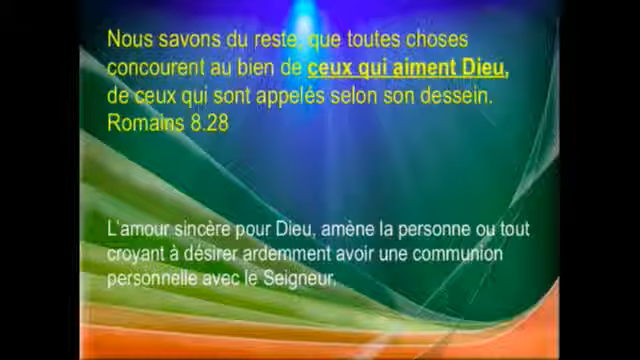 Nous savons du reste, que toutes choses
concourent au bien de ceux qui aiment Dieu,
de ceux qui sont appelés selon son dessein.
Romains 8.28
L'amour sincère pour Dieu, amène la personne ou tout
croyant à désirer ardemment avoir une communion
personnelle avec le Seigneur.